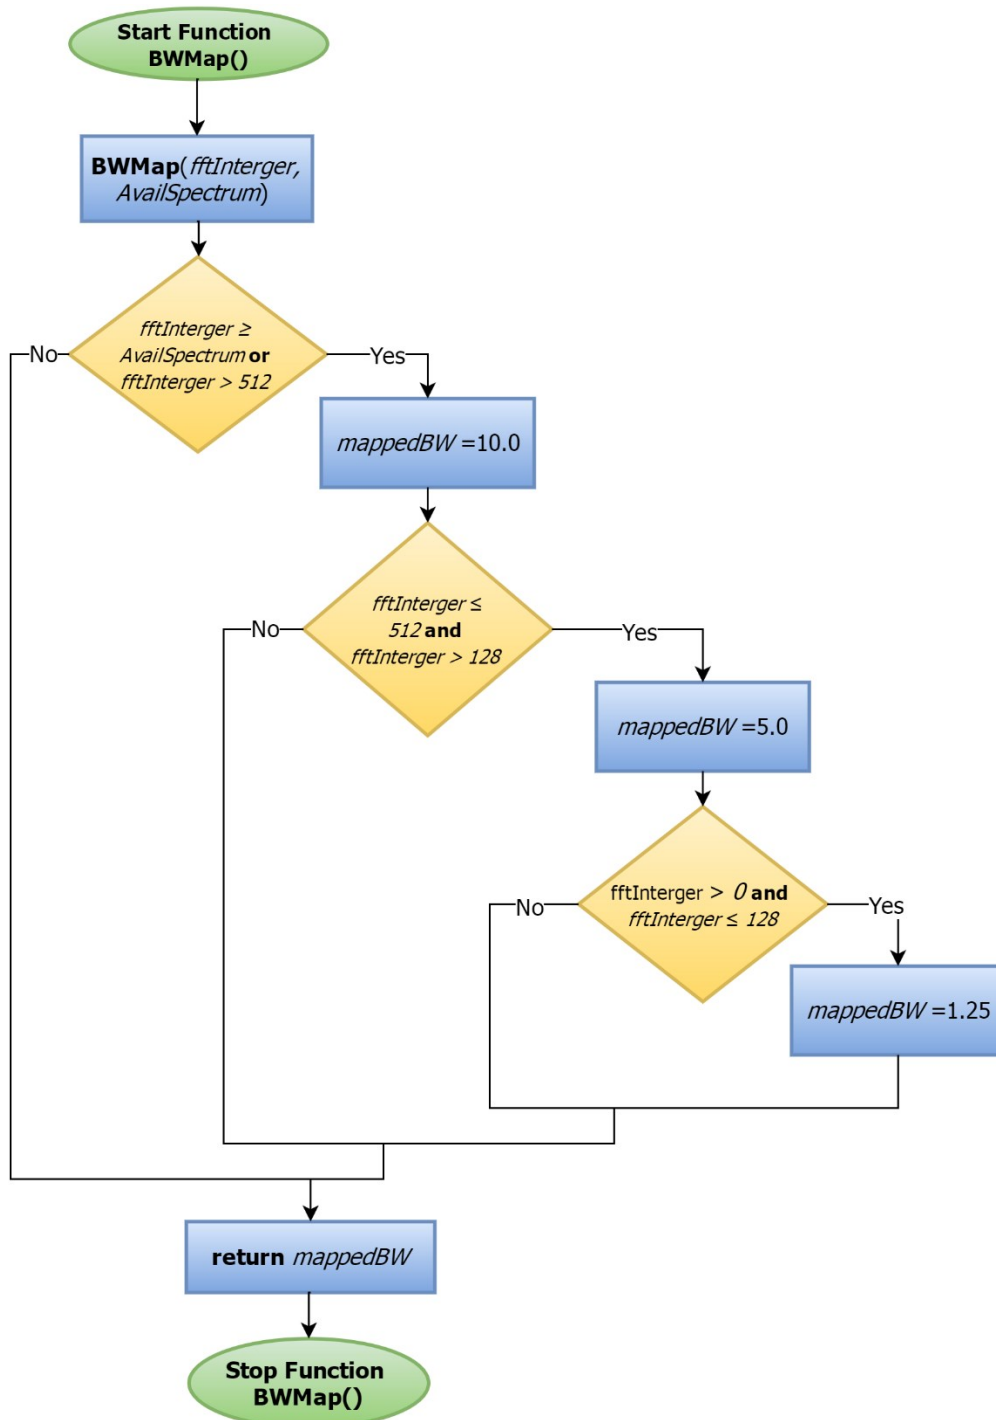 Start Function
BWMap()
BWMap(fftInterger,
AvailSpectrum)
fftInterger ≥
AvailSpectrum or
fftInterger > 512
No
Yes
mappedBW =10.0
fftInterger ≤
512 and
fftInterger > 128
No
Yes
mappedBW =5.0
fftInterger > 0 and
fftInterger ≤ 128
No
Yes
mappedBW =1.25
return mappedBW
Stop Function
BWMap()